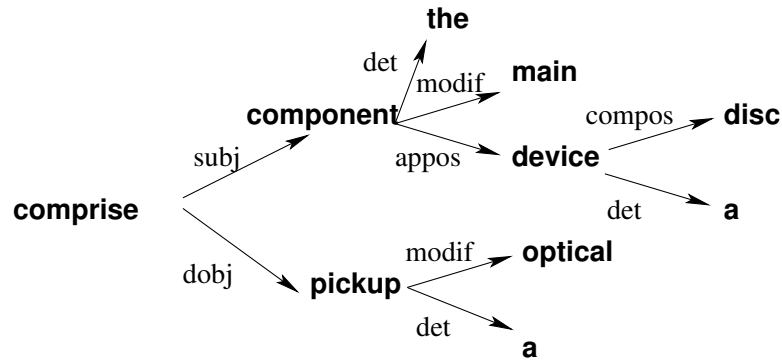 the
det
modif
main
component
compos
disc
subj
appos
device
comprise
det
a
modif
optical
dobj
pickup
det
a